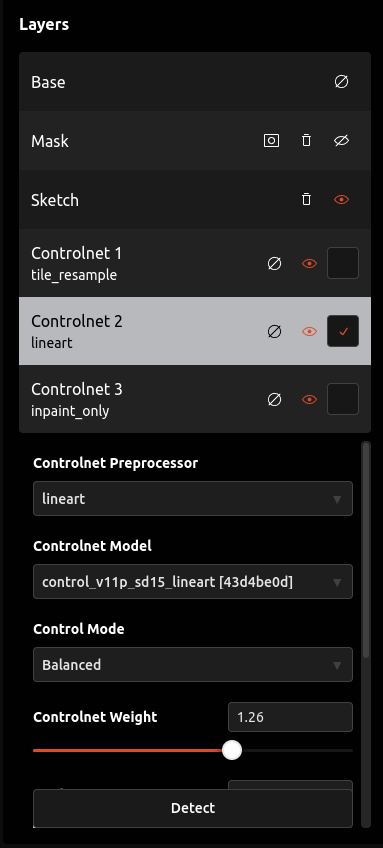 Layers
Base
Mask
Sketch
Controlnet 1
tile_resample
Controlnet 2
lineart
Controlnet 3
inpaint_only
Controlnet Preprocessor
lineart
Controlnet Model
control_v11p_sd15_lineart [43d4be0d]
Control Mode
Balanced
Controlnet Weight
1.26
Detect